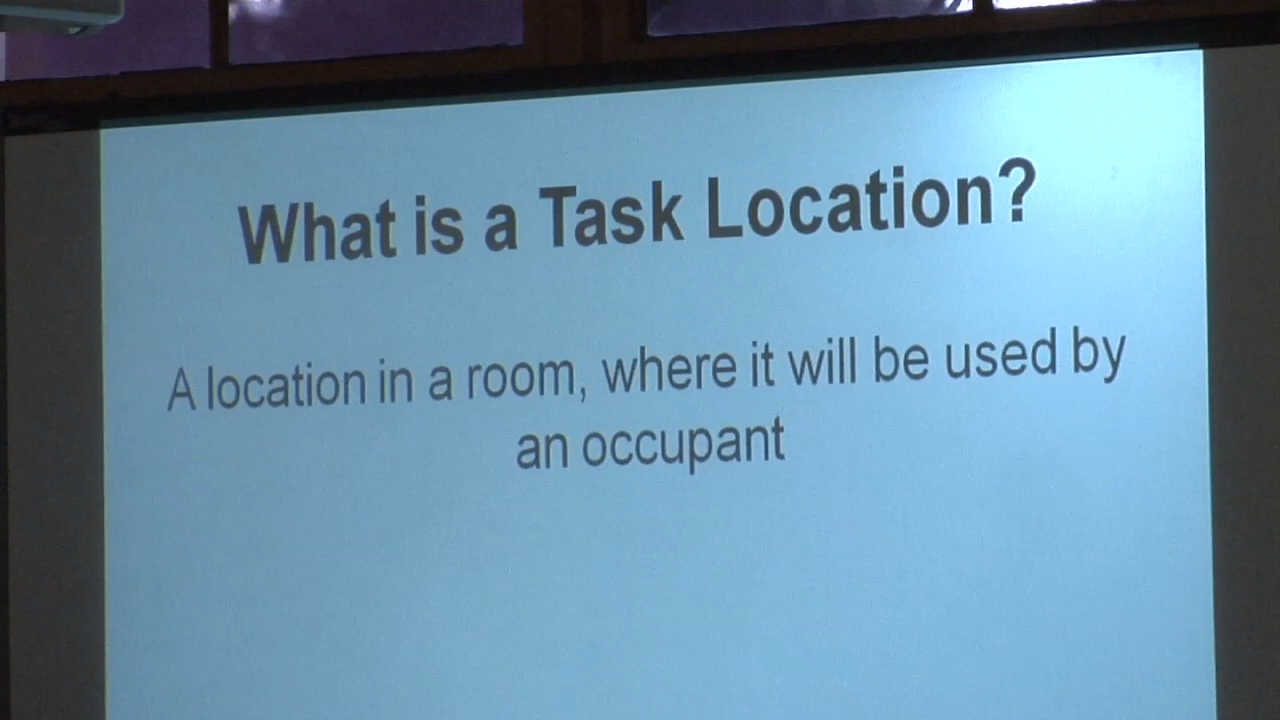 What is a Task Location?
A location in a room, where it will be used by
an occupant